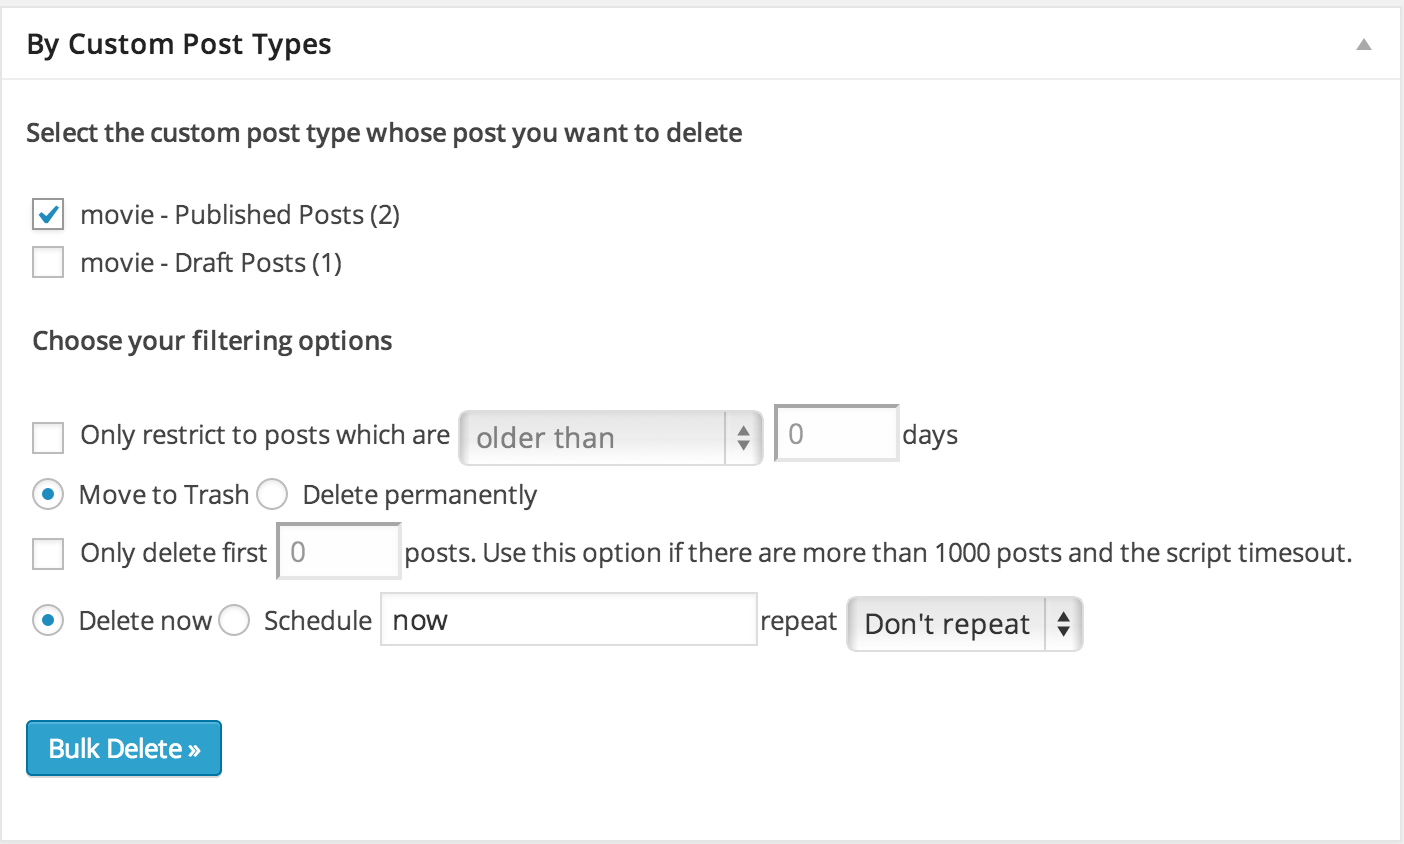 By Custom Post Types
Select the custom post type whose post you want to delete
movie - Published Posts (2)
movie - Draft Posts (1)
Choose your filtering options
Only restrict to posts which are older than 0 days
Move to Trash Delete permanently
Only delete first 0 posts. Use this option if there are more than 1000 posts and the script timesout.
Delete now Schedule now repeat Don't repeat
Bulk Delete »